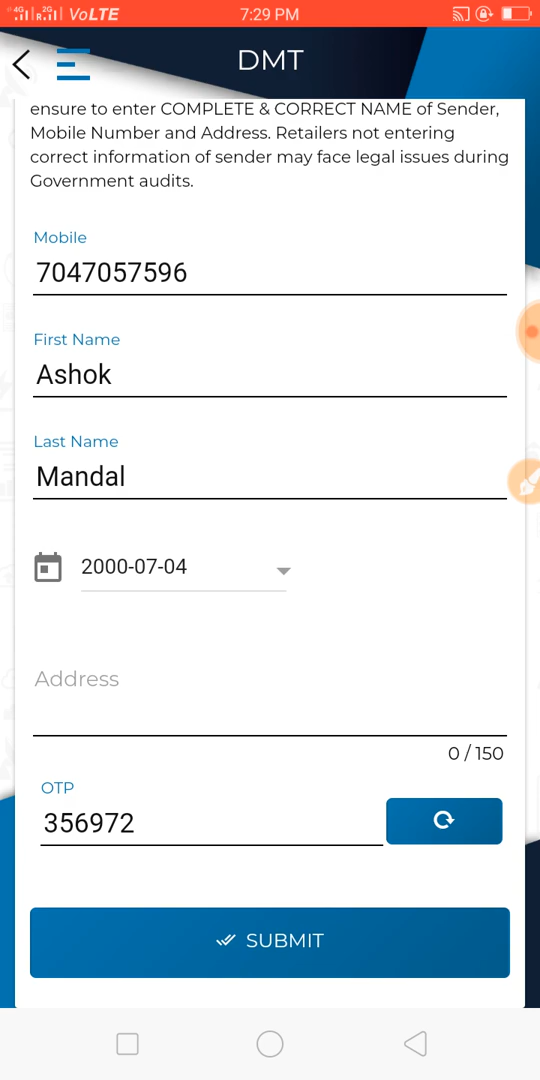 4G R 2G VoLTE 7:29 PM
DMT
ensure to enter COMPLETE & CORRECT NAME of Sender,
Mobile Number and Address. Retailers not entering
correct information of sender may face legal issues during
Government audits.
Mobile
7047057596
First Name
Ashok
Last Name
Mandal
2000-07-04
Address
0 / 150
OTP
356972
SUBMIT